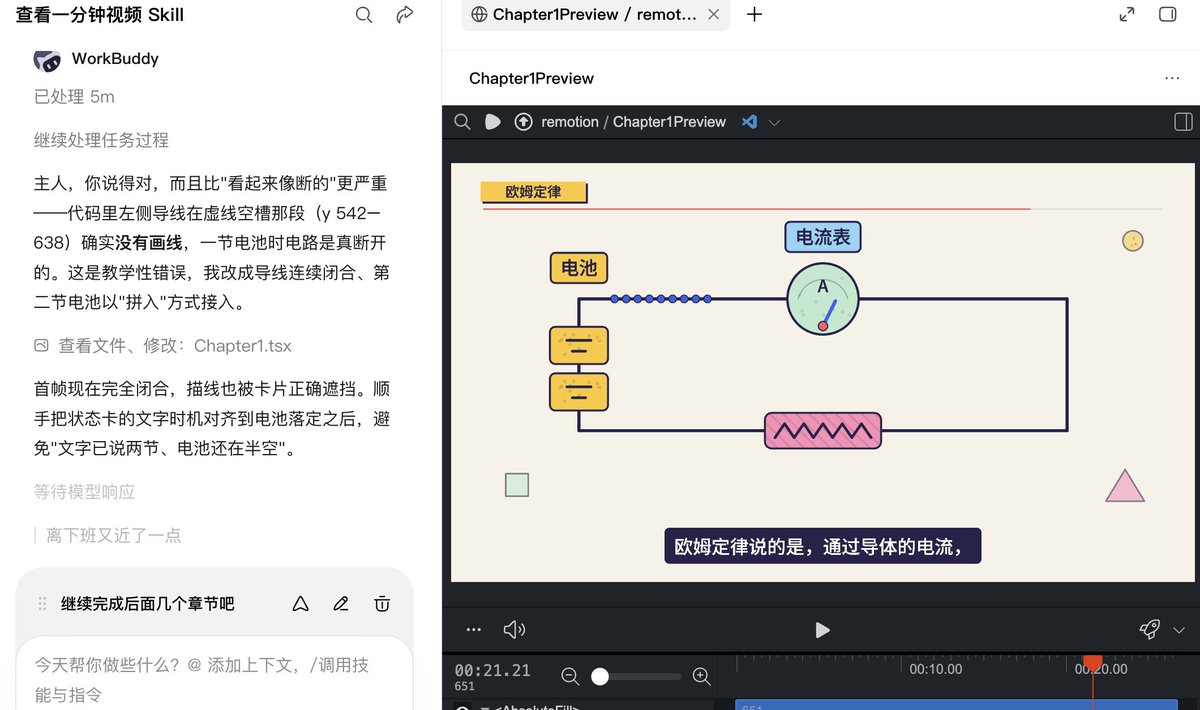 查看一分钟视频 Skill
WorkBuddy
已处理 5m
继续处理任务过程
主人，你说得对，而且比"看起来像断的"更严重
——代码里左侧导线在虚线空槽那段（y 542—
638）确实没有画线，一节电池时电路是真断开
的。这是教学性错误，我改成导线连续闭合、第
二节电池以"拼入"方式接入。
查看文件、修改：Chapter1.tsx
首帧现在完全闭合，描线也被卡片正确遮挡。顺
手把状态卡的文字时机对齐到电池落定之后，避
免"文字已说两节、电池还在半空"。
等待模型响应
离下班又近了一点
继续完成后面几个章节吧
今天帮你做些什么？@ 添加上下文，/调用技
能与指令
Chapter1Preview / remot...
Chapter1Preview
remotion / Chapter1Preview
欧姆定律
电流表
电池
A
欧姆定律说的是，通过导体的电流，
00:21.21
651
00:10.00
00:20.00
<AbsoluteFill>
651